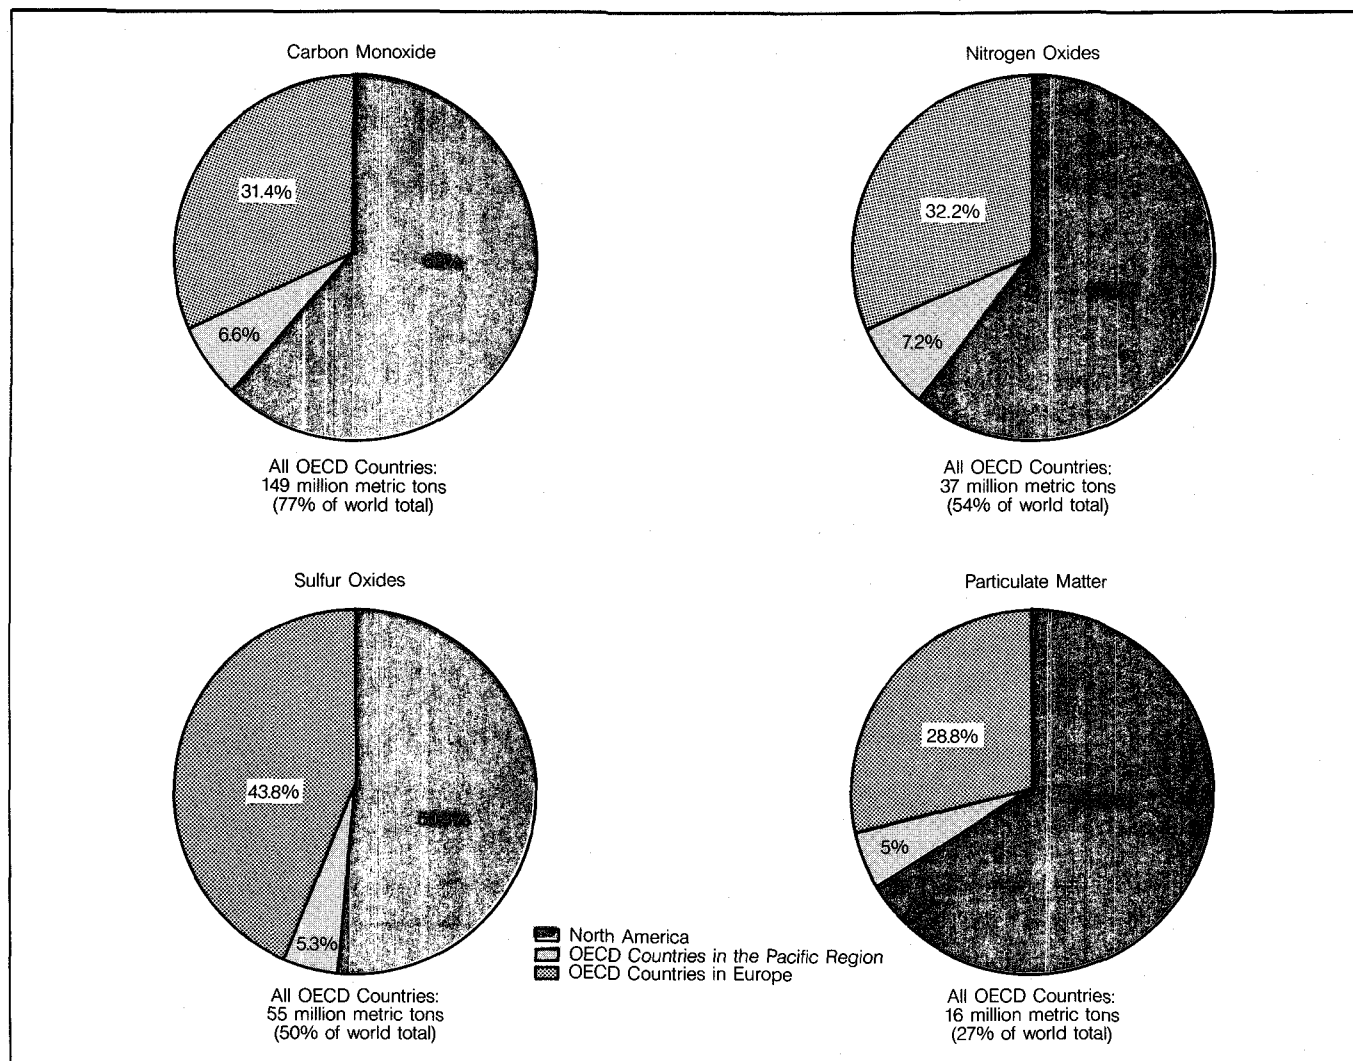 Carbon Monoxide
31.4%
6.6%
All OECD Countries:
149 million metric tons
(77% of world total)
Nitrogen Oxides
32.2%
7.2%
All OECD Countries:
37 million metric tons
(54% of world total)
Sulfur Oxides
43.8%
5.3%
All OECD Countries:
55 million metric tons
(50% of world total)
Particulate Matter
28.8%
5%
All OECD Countries:
16 million metric tons
(27% of world total)
North America
OECD Countries in the Pacific Region
OECD Countries in Europe